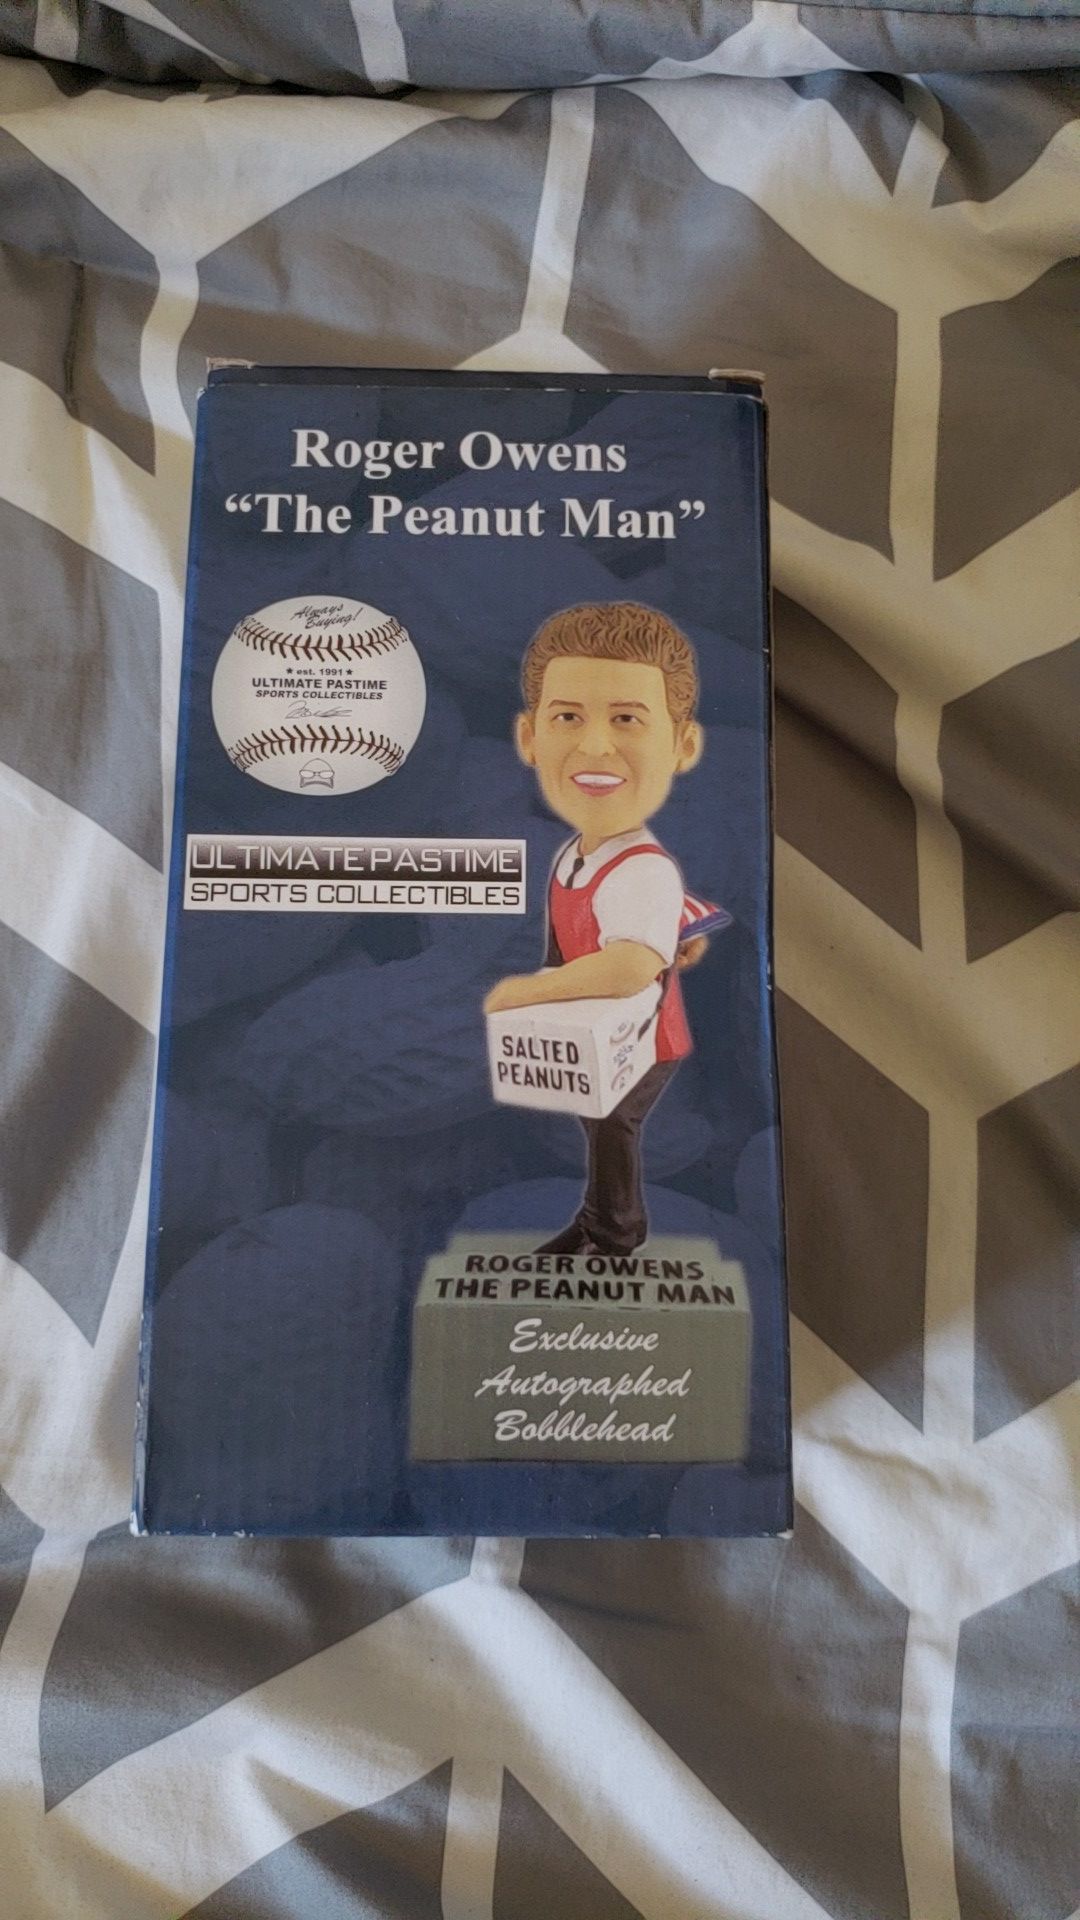 Roger Owens
“The Peanut Man”
Always
Buying!
★ est. 1991 ★
ULTIMATE PASTIME
SPORTS COLLECTIBLES
ULTIMATE PASTIME
SPORTS COLLECTIBLES
SALTED
PEANUTS
ROGER OWENS
THE PEANUT MAN
Exclusive
Autographed
Bobblehead